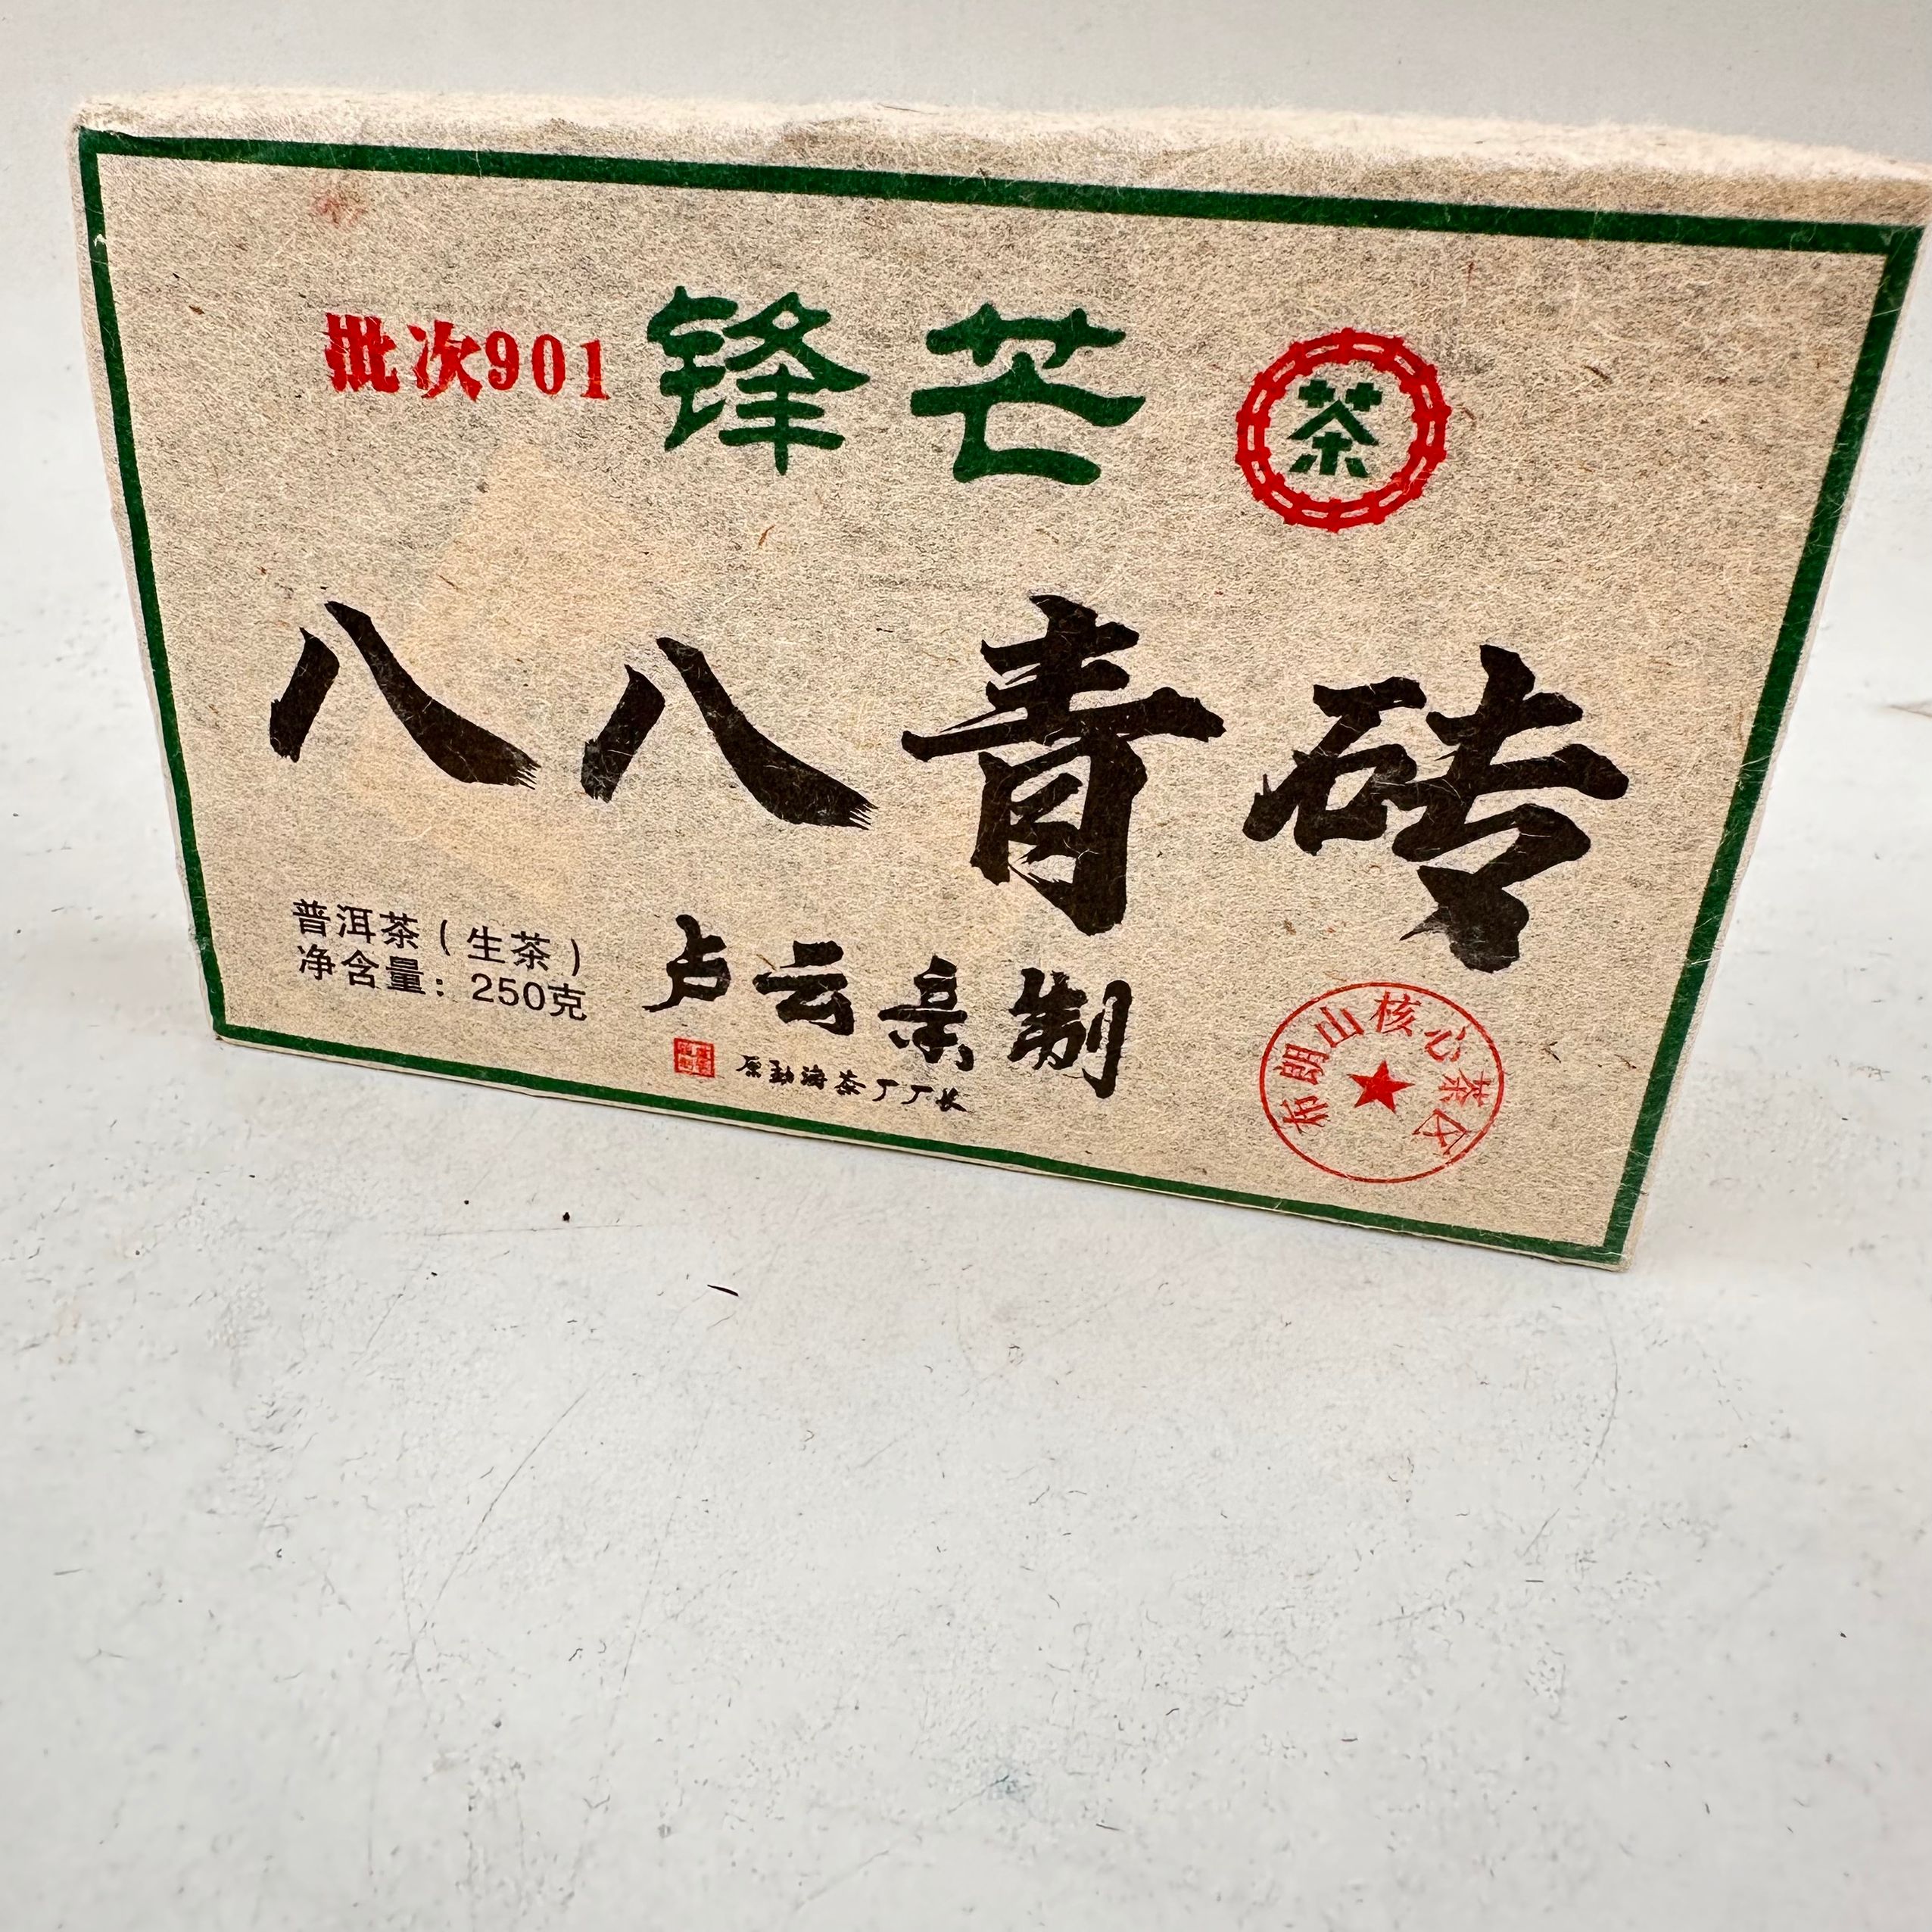 批次901 锋芒 茶
八八青砖
普洱茶(生茶)
净含量:250克
卢云亲制
原勐海茶厂厂长
布朗山核心茶区